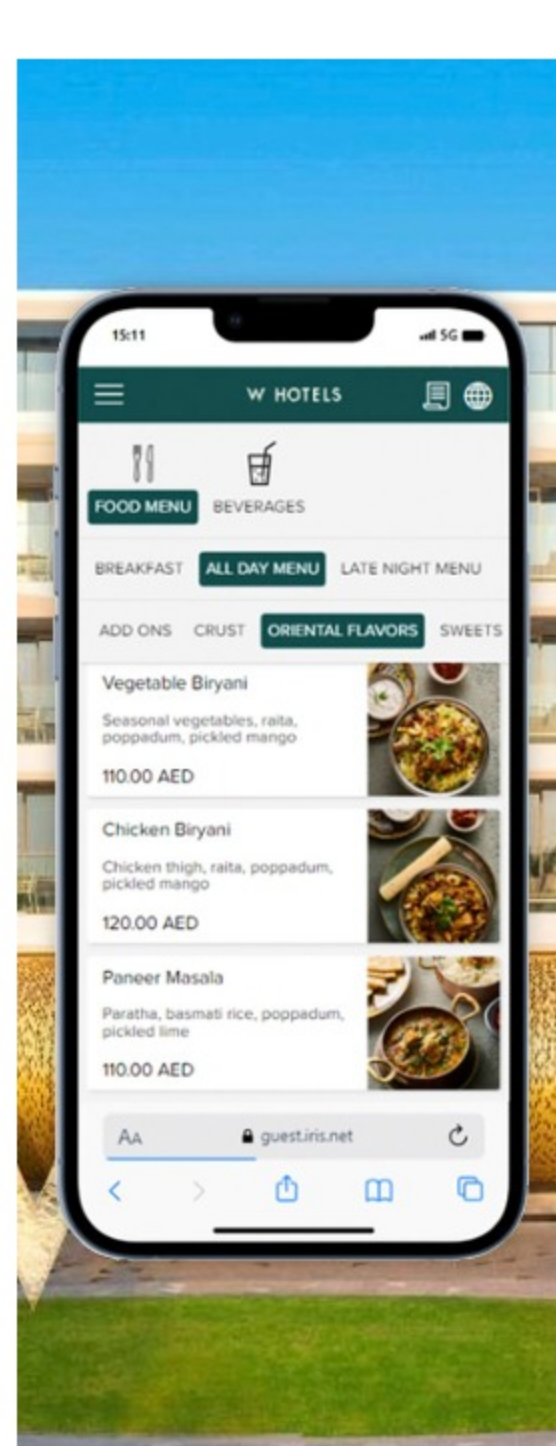 15:11
5G
W HOTELS
FOOD MENU
BEVERAGES
BREAKFAST
ALL DAY MENU
LATE NIGHT MENU
ADD ONS
CRUST
ORIENTAL FLAVORS
SWEETS
Vegetable Biryani
Seasonal vegetables, raita,
poppadum, pickled mango
110.00 AED
Chicken Biryani
Chicken thigh, raita, poppadum,
pickled mango
120.00 AED
Paneer Masala
Paratha, basmati rice, poppadum,
pickled lime
110.00 AED
AA
guest.iris.net